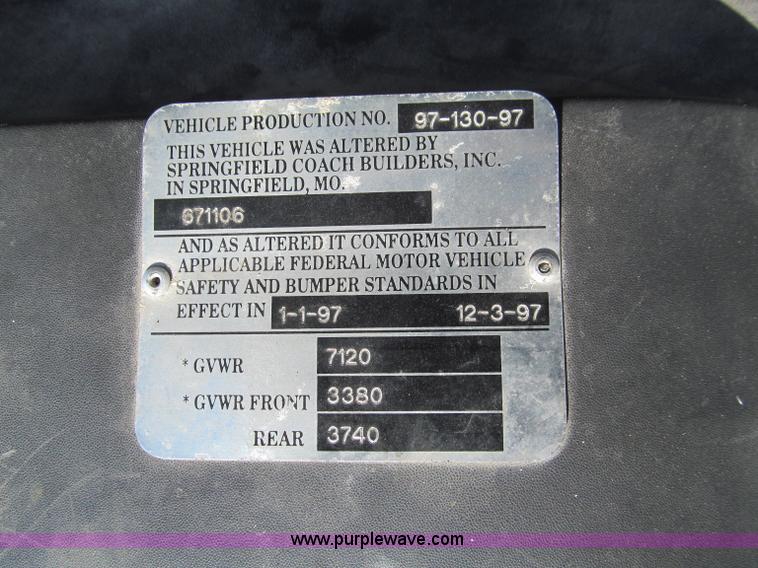 VEHICLE PRODUCTION NO. 97-130-97
THIS VEHICLE WAS ALTERED BY
SPRINGFIELD COACH BUILDERS, INC.
IN SPRINGFIELD, MO.
671106
AND AS ALTERED IT CONFORMS TO ALL
APPLICABLE FEDERAL MOTOR VEHICLE
SAFETY AND BUMPER STANDARDS IN
EFFECT IN 1-1-97 12-3-97
* GVWR 7120
* GVWR FRONT 3380
REAR 3740
www.purplewave.com